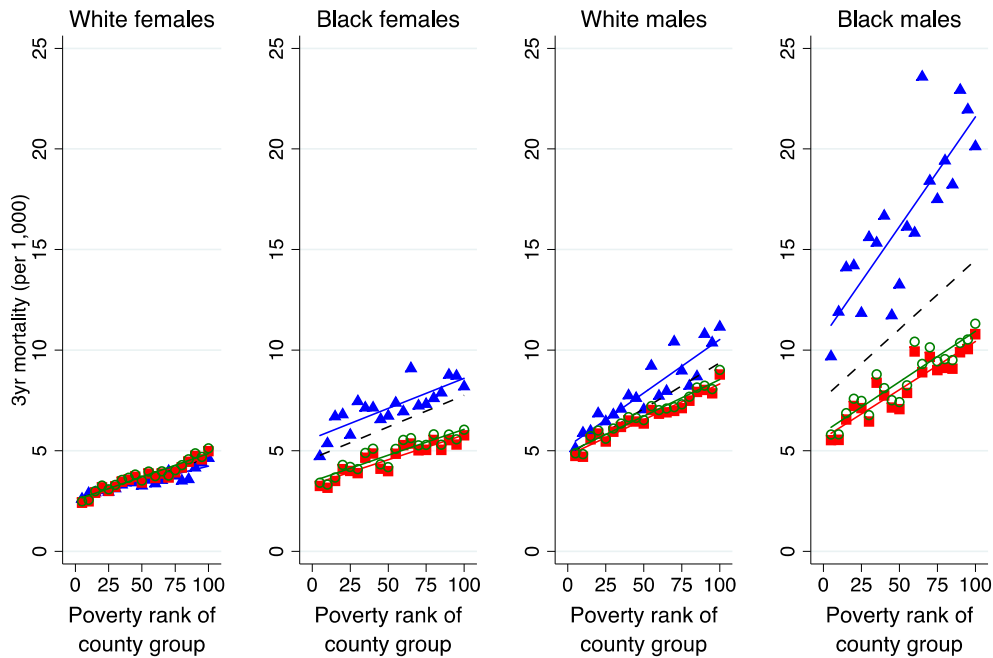 White females
Black females
White males
Black males
3yr mortality (per 1,000)
25
20
15
10
5
0
0 25 50 75 100
Poverty rank of
county group
25
20
15
10
5
0
0 25 50 75 100
Poverty rank of
county group
25
20
15
10
5
0
0 25 50 75 100
Poverty rank of
county group
25
20
15
10
5
0
0 25 50 75 100
Poverty rank of
county group